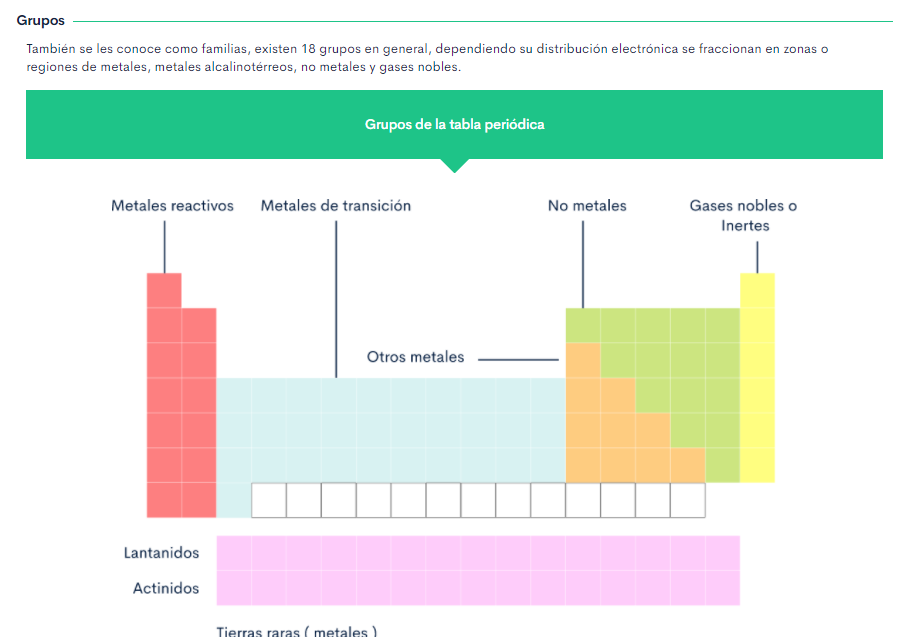 Grupos
También se les conoce como familias, existen 18 grupos en general, dependiendo su distribución electrónica se fraccionan en zonas o
regiones de metales, metales alcalinotérreos, no metales y gases nobles.
Grupos de la tabla periódica
Metales reactivos
Metales de transición
No metales
Gases nobles o
Inertes
Otros metales
Lantanidos
Actinidos
Tierras raras ( metales )